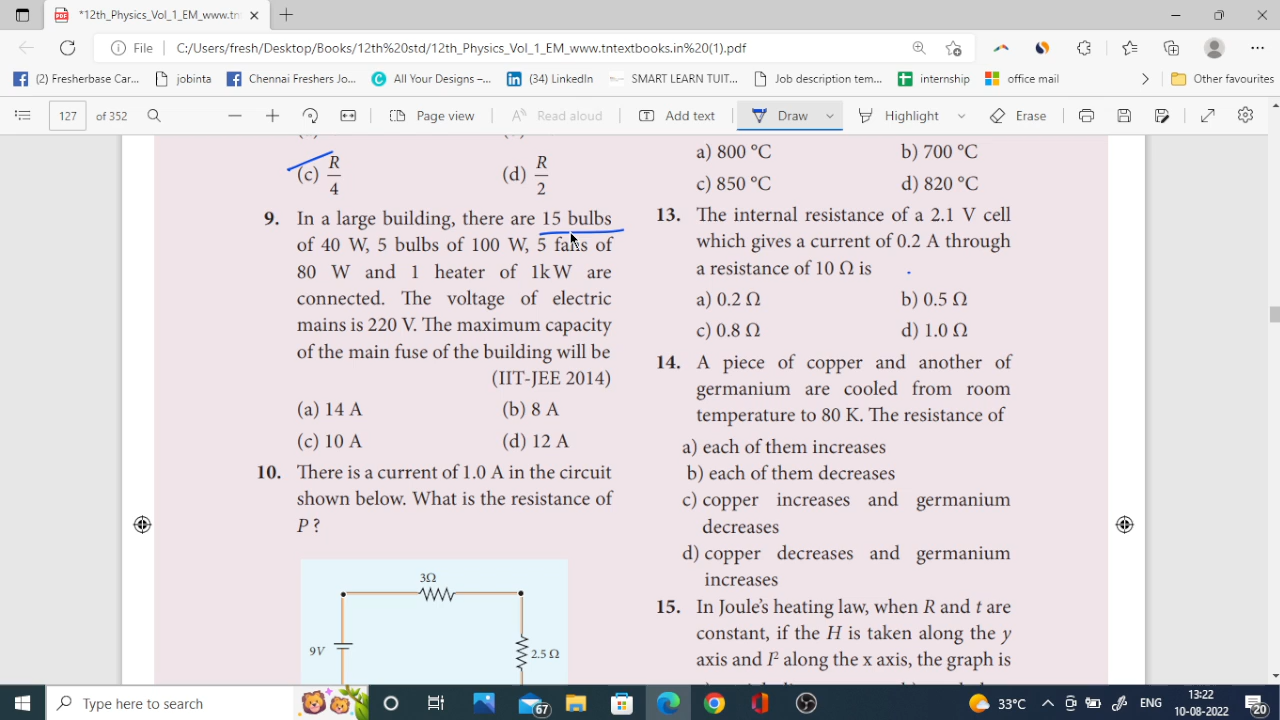 *12th_Physics_Vol_1_EM_www.tn
File C:/Users/fresh/Desktop/Books/12th%20std/12th_Physics_Vol_1_EM_www.tntextbooks.in%20(1).pdf
(2) Fresherbase Car... jobinta Chennai Freshers Jo... All Your Designs –... (34) LinkedIn SMART LEARN TUIT... Job description tem... internship office mail Other favourites
127 of 352 Page view Read aloud Add text Draw Highlight Erase
(c) R/4 (d) R/2
9. In a large building, there are 15 bulbs
of 40 W, 5 bulbs of 100 W, 5 fans of
80 W and 1 heater of 1k W are
connected. The voltage of electric
mains is 220 V. The maximum capacity
of the main fuse of the building will be
(IIT-JEE 2014)
(a) 14 A (b) 8 A
(c) 10 A (d) 12 A
10. There is a current of 1.0 A in the circuit
shown below. What is the resistance of
P ?
3Ω
9V
2.5 Ω
a) 800 °C b) 700 °C
c) 850 °C d) 820 °C
13. The internal resistance of a 2.1 V cell
which gives a current of 0.2 A through
a resistance of 10 Ω is
a) 0.2 Ω b) 0.5 Ω
c) 0.8 Ω d) 1.0 Ω
14. A piece of copper and another of
germanium are cooled from room
temperature to 80 K. The resistance of
a) each of them increases
b) each of them decreases
c) copper increases and germanium
decreases
d) copper decreases and germanium
increases
15. In Joule's heating law, when R and t are
constant, if the H is taken along the y
axis and I² along the x axis, the graph is
Type here to search 67 33°C ENG 13:22
10-08-2022 20